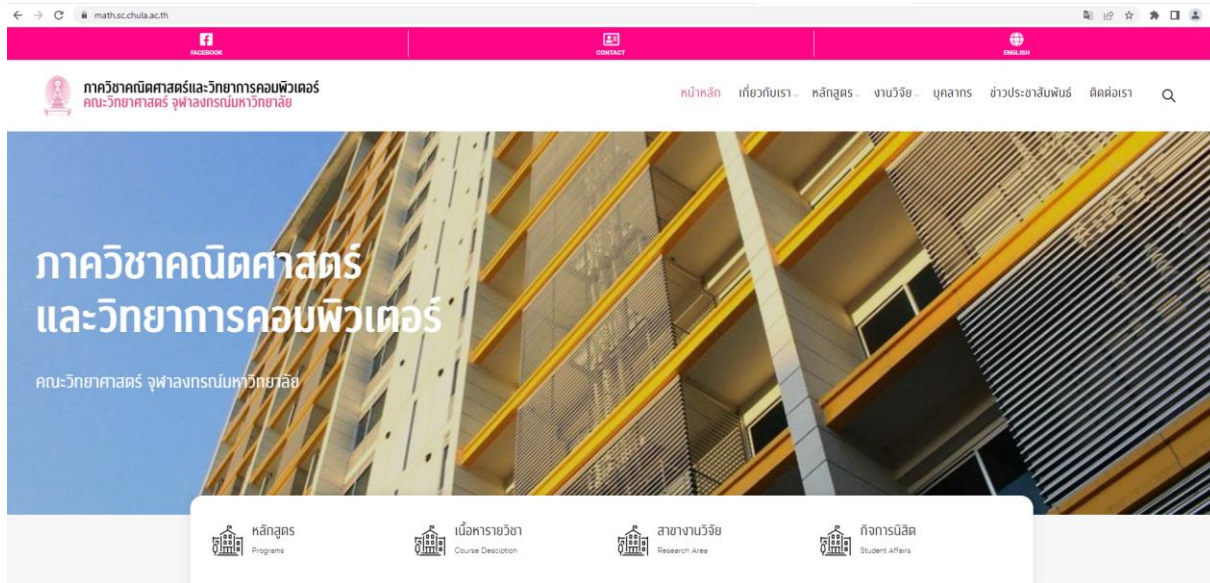 math.sc.chula.ac.th
FACEBOOK
CONTACT
ENGLISH
ภาควิชาคณิตศาสตร์และวิทยาการคอมพิวเตอร์
คณะวิทยาศาสตร์ จุฬาลงกรณ์มหาวิทยาลัย
หน้าหลัก เกี่ยวกับเรา หลักสูตร งานวิจัย บุคลากร ข่าวประชาสัมพันธ์ ติดต่อเรา
ภาควิชาคณิตศาสตร์
และวิทยาการคอมพิวเตอร์
คณะวิทยาศาสตร์ จุฬาลงกรณ์มหาวิทยาลัย
หลักสูตร
Programs
เนื้อหารายวิชา
Course Desciption
สาขางานวิจัย
Research Area
กิจการนิสิต
Student Affairs